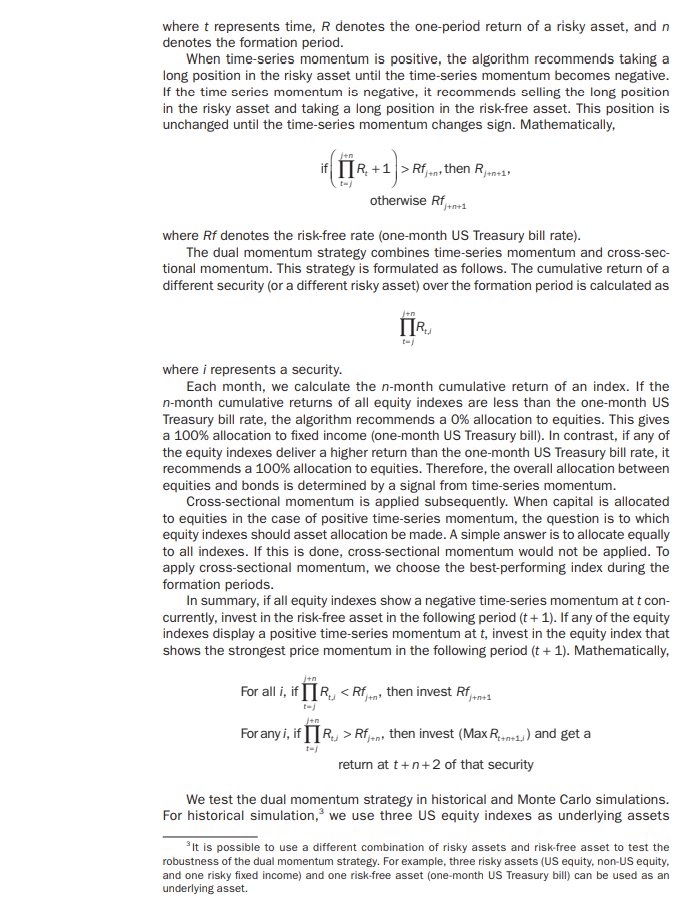 where t represents time, R denotes the one-period return of a risky asset, and n
denotes the formation period.
When time-series momentum is positive, the algorithm recommends taking a
long position in the risky asset until the time-series momentum becomes negative.
If the time series momentum is negative, it recommends selling the long position
in the risky asset and taking a long position in the risk-free asset. This position is
unchanged until the time-series momentum changes sign. Mathematically,
if (∏_{t=j}^{j+n} R_t + 1) > Rf_{j+n}, then R_{j+n+1},
otherwise Rf_{j+n+1}
where Rf denotes the risk-free rate (one-month US Treasury bill rate).
The dual momentum strategy combines time-series momentum and cross-sec-
tional momentum. This strategy is formulated as follows. The cumulative return of a
different security (or a different risky asset) over the formation period is calculated as
∏_{t=j}^{j+n} R_{t,i}
where i represents a security.
Each month, we calculate the n-month cumulative return of an index. If the
n-month cumulative returns of all equity indexes are less than the one-month US
Treasury bill rate, the algorithm recommends a 0% allocation to equities. This gives
a 100% allocation to fixed income (one-month US Treasury bill). In contrast, if any of
the equity indexes deliver a higher return than the one-month US Treasury bill rate, it
recommends a 100% allocation to equities. Therefore, the overall allocation between
equities and bonds is determined by a signal from time-series momentum.
Cross-sectional momentum is applied subsequently. When capital is allocated
to equities in the case of positive time-series momentum, the question is to which
equity indexes should asset allocation be made. A simple answer is to allocate equally
to all indexes. If this is done, cross-sectional momentum would not be applied. To
apply cross-sectional momentum, we choose the best-performing index during the
formation periods.
In summary, if all equity indexes show a negative time-series momentum at t con-
currently, invest in the risk-free asset in the following period (t + 1). If any of the equity
indexes display a positive time-series momentum at t, invest in the equity index that
shows the strongest price momentum in the following period (t + 1). Mathematically,
For all i, if ∏_{t=j}^{j+n} R_{t,i} < Rf_{j+n}, then invest Rf_{j+n+1}
For any i, if ∏_{t=j}^{j+n} R_{t,i} > Rf_{j+n}, then invest (Max R_{t+n+1,i}) and get a
return at t + n + 2 of that security
We test the dual momentum strategy in historical and Monte Carlo simulations.
For historical simulation,³ we use three US equity indexes as underlying assets
³ It is possible to use a different combination of risky assets and risk-free asset to test the
robustness of the dual momentum strategy. For example, three risky assets (US equity, non-US equity,
and one risky fixed income) and one risk-free asset (one-month US Treasury bill) can be used as an
underlying asset.